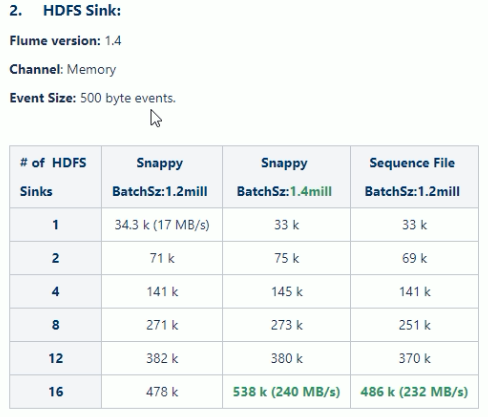 2. HDFS Sink:
Flume version: 1.4
Channel: Memory
Event Size: 500 byte events.
# of HDFS Sinks | Snappy BatchSz:1.2mill | Snappy BatchSz:1.4mill | Sequence File BatchSz:1.2mill
1 | 34.3 k (17 MB/s) | 33 k | 33 k
2 | 71 k | 75 k | 69 k
4 | 141 k | 145 k | 141 k
8 | 271 k | 273 k | 251 k
12 | 382 k | 380 k | 370 k
16 | 478 k | 538 k (240 MB/s) | 486 k (232 MB/s)